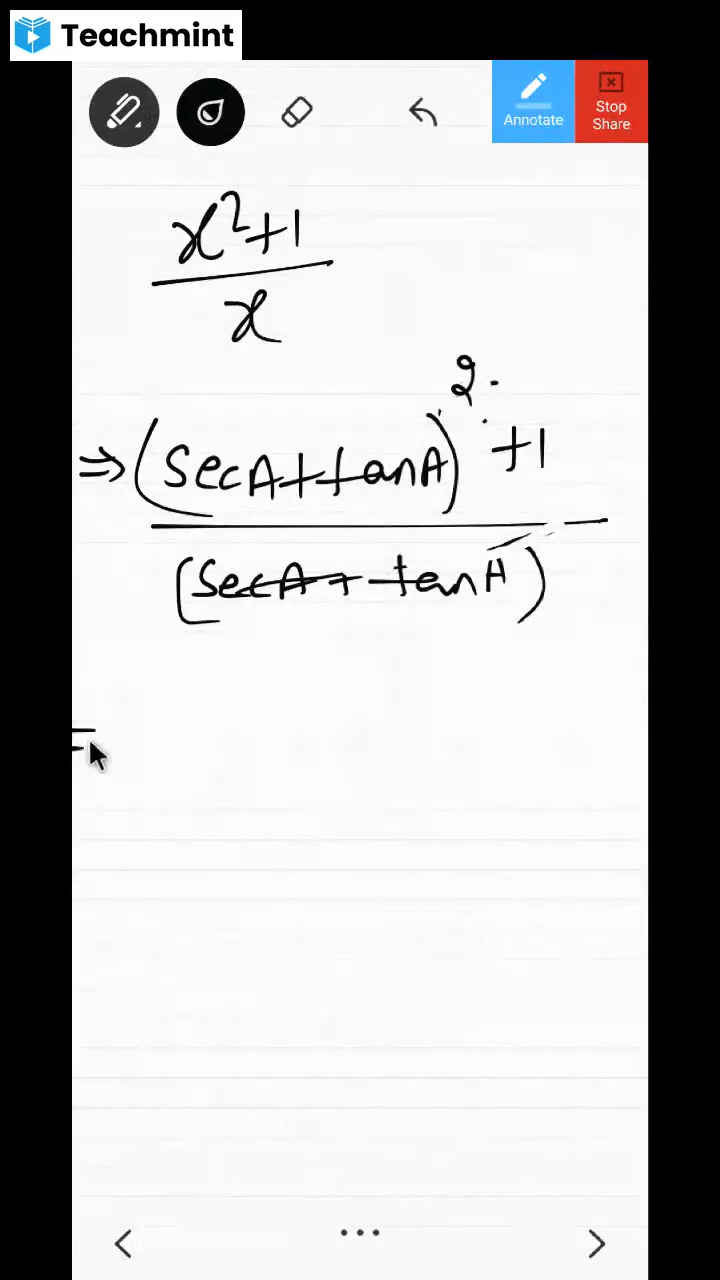 Teachmint
Annotate
Stop
Share
x²+1
x
⇒ (SecA+tanA)² +1
(SecA+tanA)
=